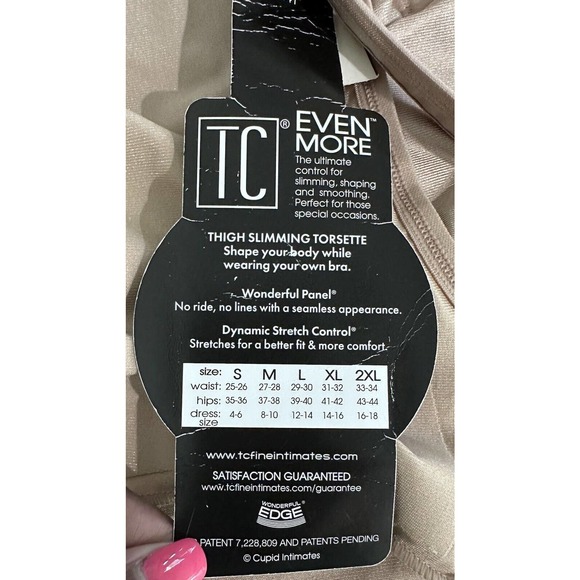 TC®
EVEN™
MORE
The ultimate
control for
slimming, shaping
and smoothing.
Perfect for those
special occasions.
THIGH SLIMMING TORSETTE
Shape your body while
wearing your own bra.
Wonderful Panel®
No ride, no lines with a seamless appearance.
Dynamic Stretch Control®
Stretches for a better fit & more comfort.
size: S M L XL 2XL
waist: 25-26 27-28 29-30 31-32 33-34
hips: 35-36 37-38 39-40 41-42 43-44
dress size 4-6 8-10 12-14 14-16 16-18
www.tcfineintimates.com
SATISFACTION GUARANTEED
www.tcfineintimates.com/guarantee
WONDERFUL®
EDGE
PATENT 7,228,809 AND PATENTS PENDING
© Cupid Intimates